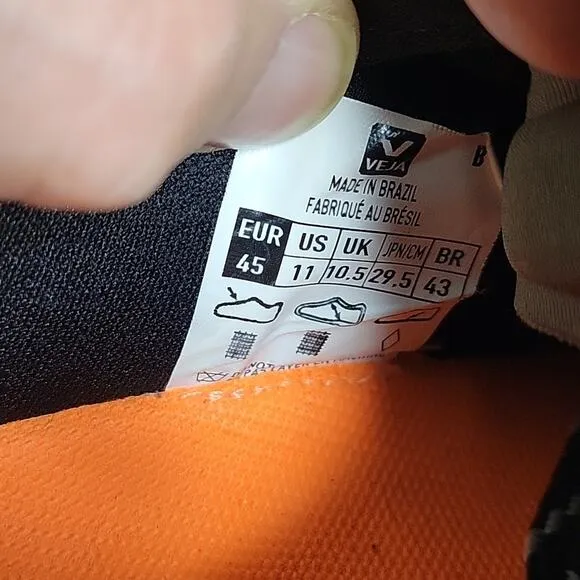 V
VEJA
B
MADE IN BRAZIL
FABRIQUÉ AU BRÉSIL
EUR US UK JPN/CM BR
45 11 10.5 29.5 43